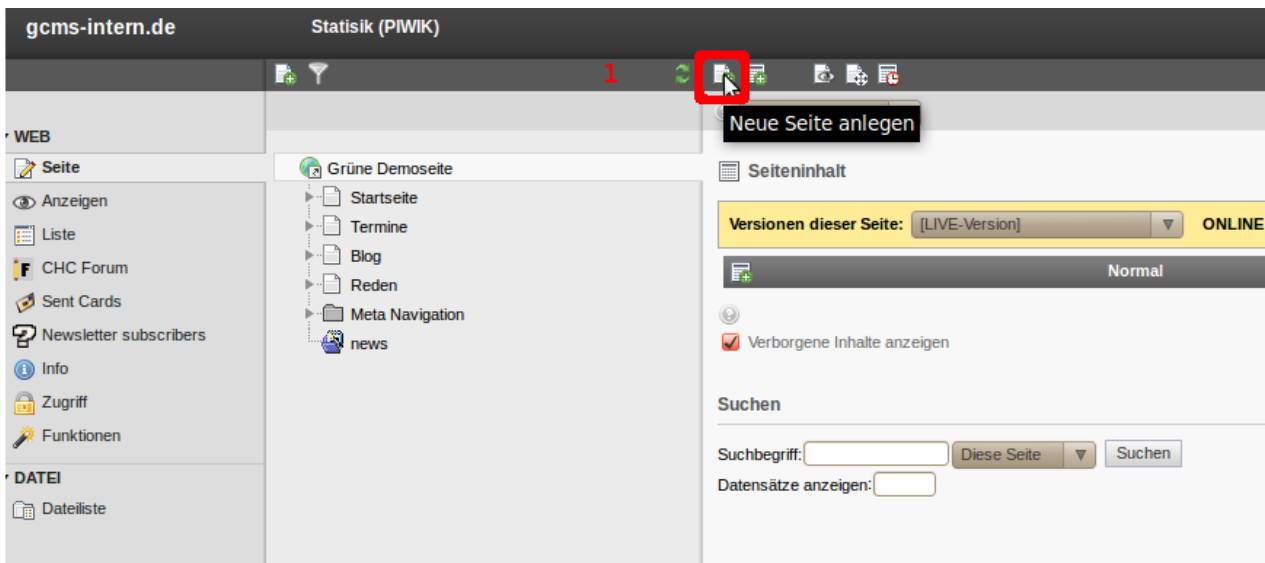 gcms-intern.de
Statisik (PIWIK)
1
Neue Seite anlegen
WEB
Seite
Anzeigen
Liste
CHC Forum
Sent Cards
Newsletter subscribers
Info
Zugriff
Funktionen
DATEI
Dateiliste
Grüne Demoseite
Startseite
Termine
Blog
Reden
Meta Navigation
news
Seiteninhalt
Versionen dieser Seite: [LIVE-Version] ONLINE
Normal
Verborgene Inhalte anzeigen
Suchen
Suchbegriff: Diese Seite Suchen
Datensätze anzeigen: